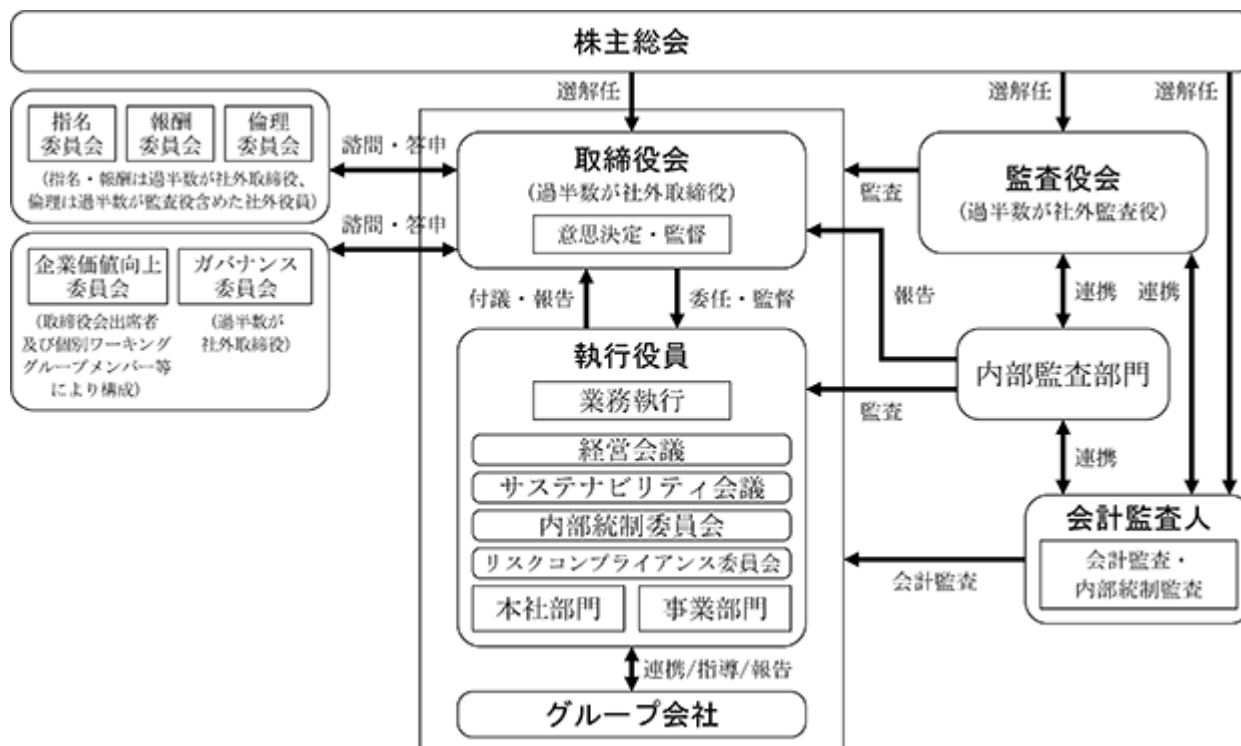 株主総会
選解任
選解任
選解任
指名
委員会
報酬
委員会
倫理
委員会
(指名・報酬は過半数が社外取締役、
倫理は過半数が監査役含めた社外役員)
諮問・答申
企業価値向上
委員会
ガバナンス
委員会
(取締役会出席者
及び個別ワーキング
グループメンバー等
により構成)
(過半数が
社外取締役)
諮問・答申
取締役会
(過半数が社外取締役)
意思決定・監督
監査
監査役会
(過半数が社外監査役)
付議・報告
委任・監督
報告
連携
連携
執行役員
業務執行
経営会議
サステナビリティ会議
内部統制委員会
リスクコンプライアンス委員会
本社部門
事業部門
内部監査部門
監査
連携
会計監査人
会計監査・
内部統制監査
会計監査
連携/指導/報告
グループ会社